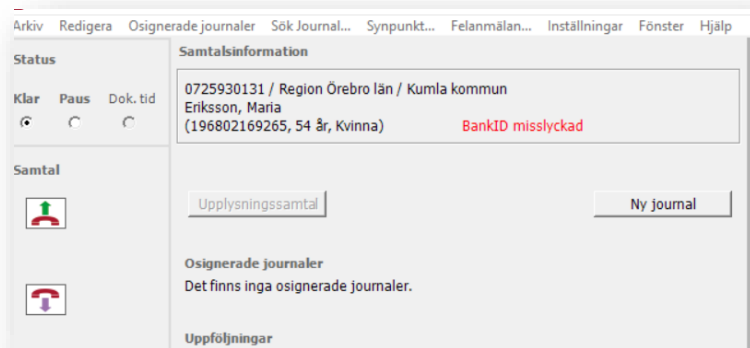 Arkiv Redigera Osignerade journaler Sök Journal... Synpunkt... Felanmälan... Inställningar Fönster Hjälp
Status
Klar Paus Dok. tid
Samtal
Samtalsinformation
0725930131 / Region Örebro län / Kumla kommun
Eriksson, Maria
(196802169265, 54 år, Kvinna) BankID misslyckad
Upplysningssamtal Ny journal
Osignerade journaler
Det finns inga osignerade journaler.
Uppföljningar